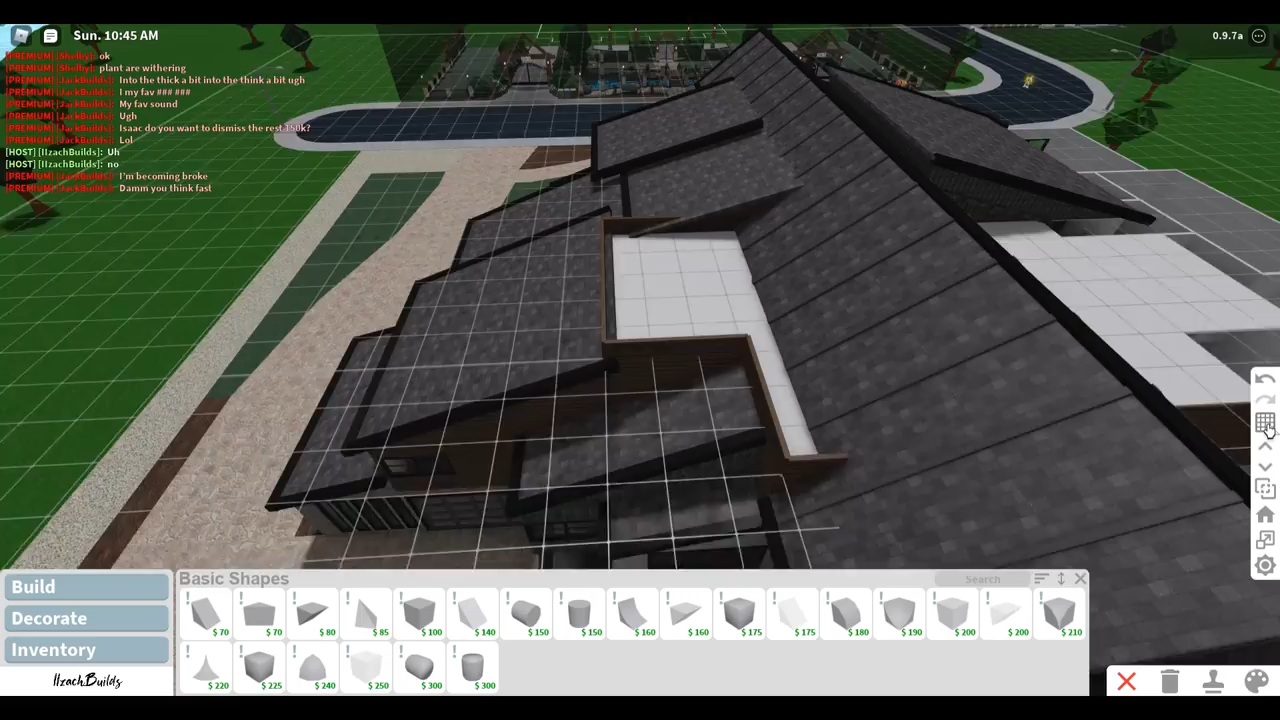 Sun. 10:45 AM
0.9.7a
[PREMIUM] [Shelby]: ok
[PREMIUM] [Shelby]: plant are withering
[PREMIUM] [JackBuilds]: Into the thick a bit into the think a bit ugh
[PREMIUM] [JackBuilds]: I my fav ### ###
[PREMIUM] [JackBuilds]: My fav sound
[PREMIUM] [JackBuilds]: Ugh
[PREMIUM] [JackBuilds]: Isaac do you want to dismiss the rest 150k?
[PREMIUM] [JackBuilds]: Lol
[HOST] [IIzachBuilds]: Uh
[HOST] [IIzachBuilds]: no
[PREMIUM] [JackBuilds]: I'm becoming broke
[PREMIUM] [JackBuilds]: Damm you think fast
Build
Decorate
Inventory
IIzachBuilds
Basic Shapes
Search
$ 70 $ 70 $ 80 $ 85 $ 100 $ 140 $ 150 $ 150 $ 160 $ 160 $ 175 $ 175 $ 180 $ 190 $ 200 $ 200 $ 210
$ 220 $ 225 $ 240 $ 250 $ 300 $ 300